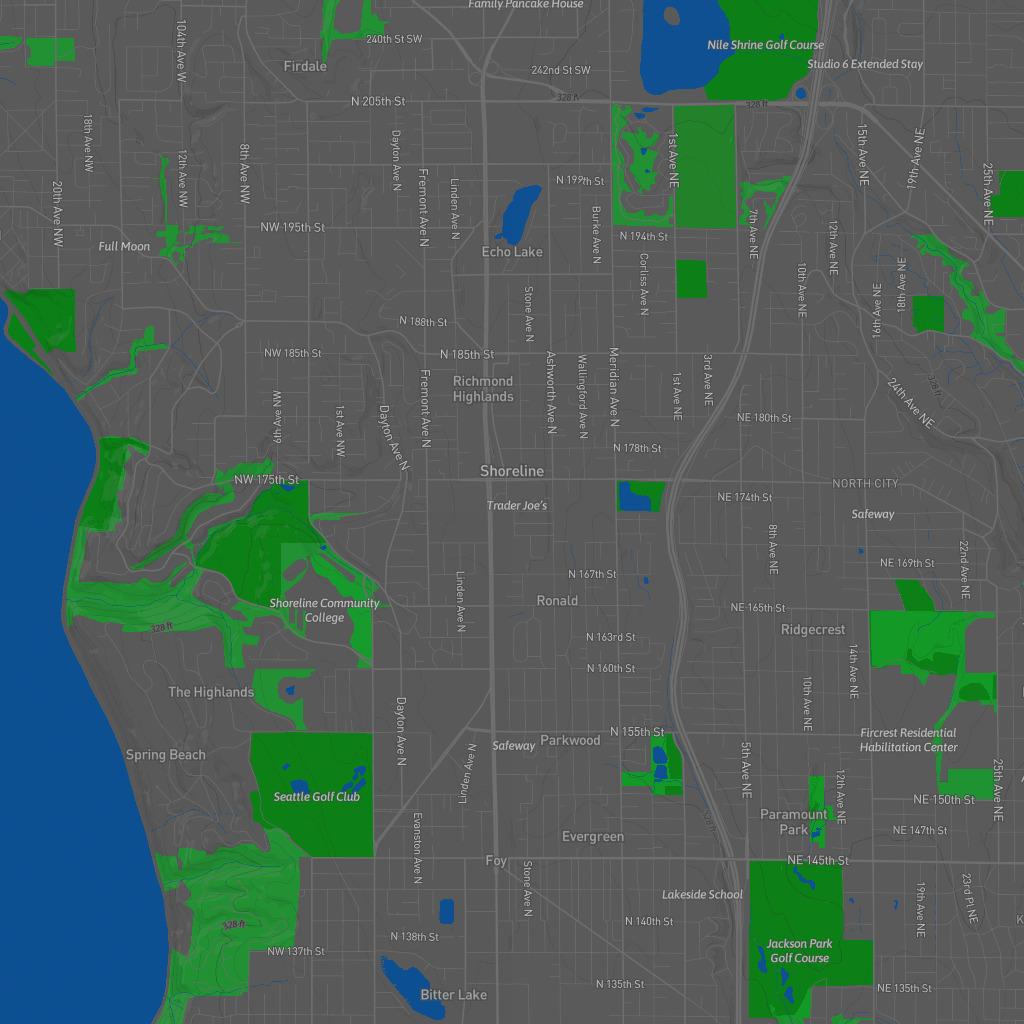 Family Pancake House
240th St SW
104th Ave W
Firdale
Nile Shrine Golf Course
Studio 6 Extended Stay
242nd St SW
328 ft
N 205th St
328 ft
18th Ave NW
12th Ave NW
8th Ave NW
20th Ave NW
Dayton Ave N
Fremont Ave N
Linden Ave N
N 199th St
1st Ave NE
15th Ave NE
19th Ave NE
25th Ave NE
Burke Ave N
7th Ave NE
12th Ave NE
NW 195th St
N 194th St
Full Moon
Echo Lake
Corliss Ave N
10th Ave NE
18th Ave NE
16th Ave NE
Stone Ave N
N 188th St
NW 185th St
N 185th St
Ashworth Ave N
Wallingford Ave N
Meridian Ave N
1st Ave NE
3rd Ave NE
328 ft
24th Ave NE
Richmond
Highlands
Fremont Ave N
6th Ave NW
1st Ave NW
Dayton Ave N
NE 180th St
N 178th St
Shoreline
NW 175th St
NORTH CITY
NE 174th St
Trader Joe's
Safeway
8th Ave NE
22nd Ave NE
NE 169th St
N 167th St
Linden Ave N
Ronald
Shoreline Community
College
NE 165th St
328 ft
Ridgecrest
N 163rd St
14th Ave NE
N 160th St
The Highlands
10th Ave NE
Dayton Ave N
N 155th St
Fircrest Residential
Habilitation Center
Safeway
Parkwood
Spring Beach
Linden Ave N
5th Ave NE
12th Ave NE
25th Ave NE
Seattle Golf Club
NE 150th St
328 ft
Paramount
Park
Evergreen
Evanston Ave N
NE 147th St
Foy
NE 145th St
Stone Ave N
Lakeside School
19th Ave NE
23rd Pl NE
328 ft
N 140th St
N 138th St
NW 137th St
Jackson Park
Golf Course
Bitter Lake
N 135th St
NE 135th St